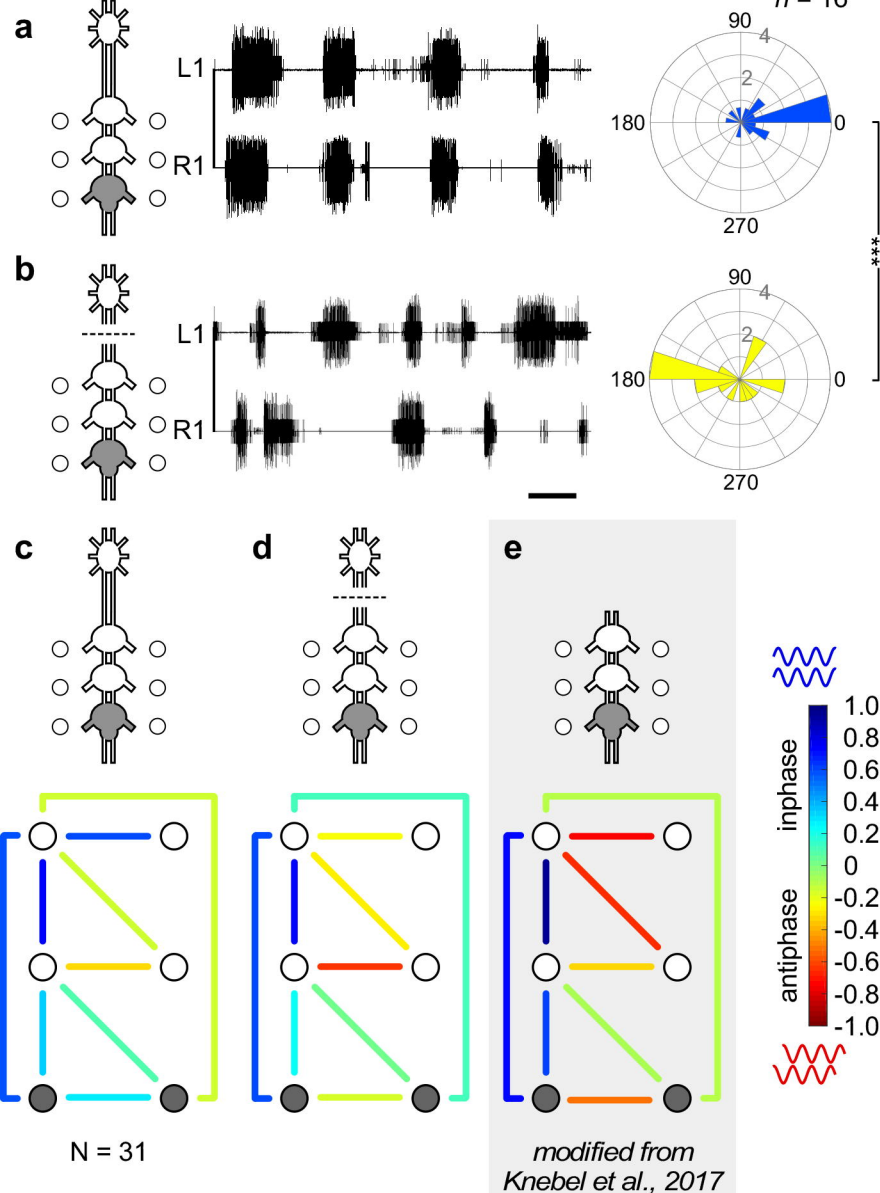 n = 16
a
L1
R1
90
4
2
180
0
270
***
b
L1
R1
90
4
2
180
0
270
c
d
e
inphase
antiphase
1.0
0.8
0.6
0.4
0.2
0
-0.2
-0.4
-0.6
-0.8
-1.0
N = 31
modified from
Knebel et al., 2017